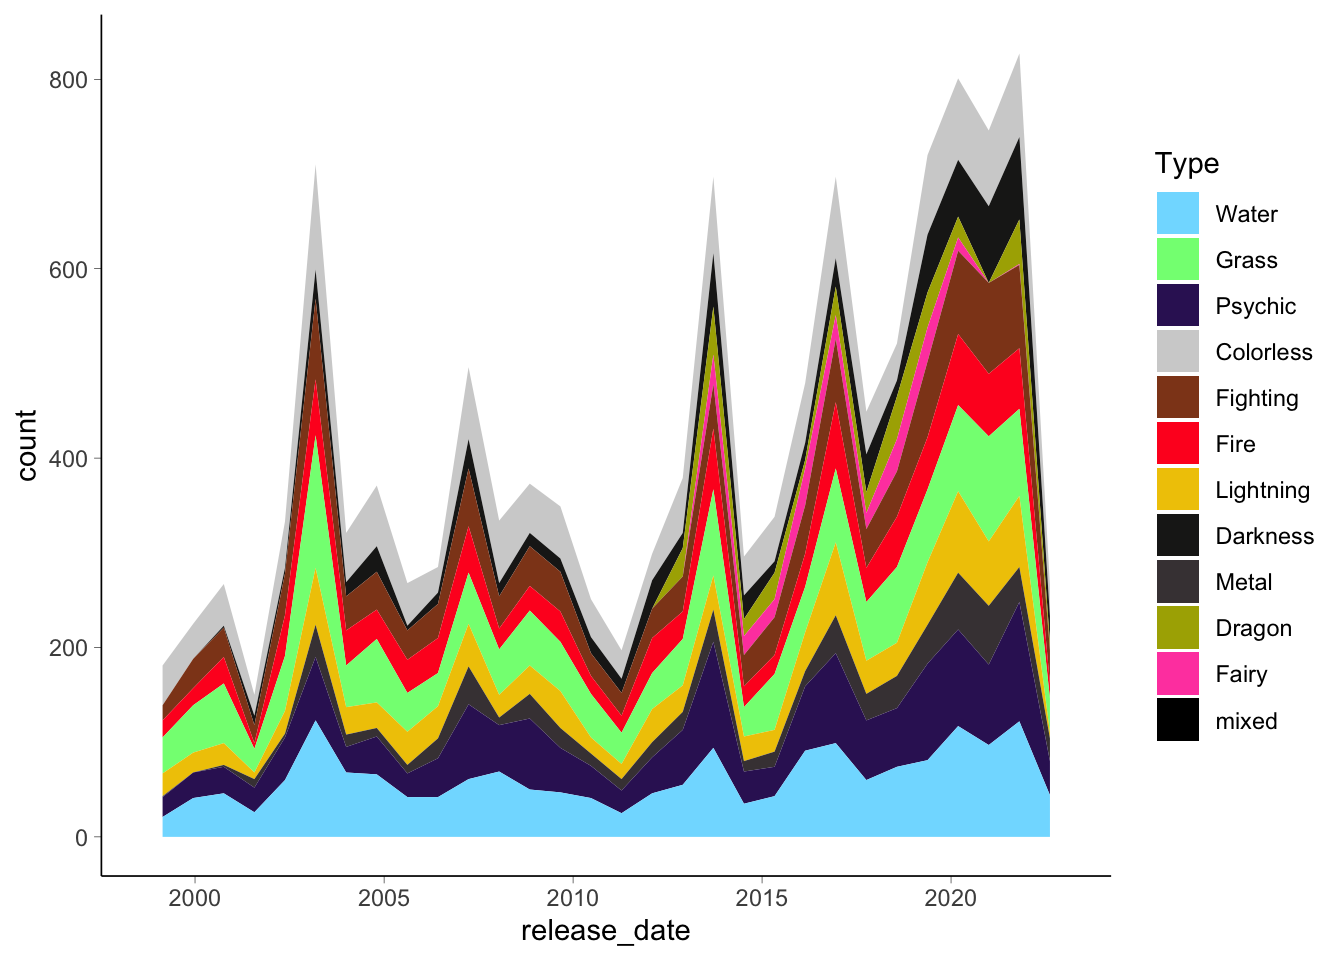 800
600
400
200
0
count
2000 2005 2010 2015 2020
release_date
Type
Water
Grass
Psychic
Colorless
Fighting
Fire
Lightning
Darkness
Metal
Dragon
Fairy
mixed